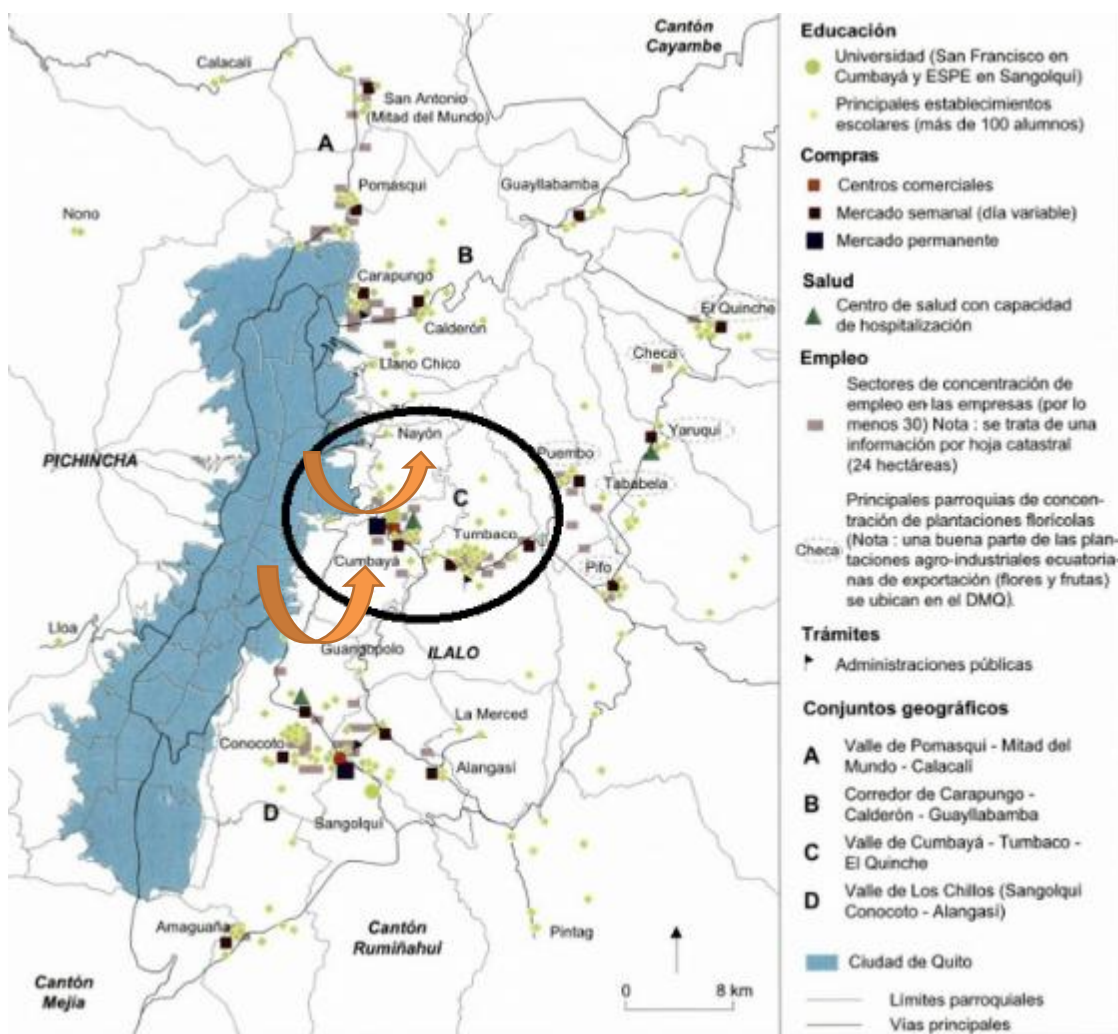 Cantón
Cayambe
Calacalí
San Antonio
(Mitad del Mundo)
A
Pomasqui
Guayllabamba
Nono
B
Carapungo
Calderón
El Quinche
Checa
Llano Chico
Nayón
Yaruquí
PICHINCHA
Puembo
C
Tababela
Tumbaco
Cumbayá
Pifo
Lloa
Guangopolo
ILALO
La Merced
Conocoto
Alangasí
D
Sangolquí
Amaguaña
Cantón
Rumiñahui
Pintag
Cantón
Mejía
0 8 km
Educación
Universidad (San Francisco en
Cumbayá y ESPE en Sangolquí)
Principales establecimientos
escolares (más de 100 alumnos)
Compras
Centros comerciales
Mercado semanal (día variable)
Mercado permanente
Salud
Centro de salud con capacidad
de hospitalización
Empleo
Sectores de concentración de
empleo en las empresas (por lo
menos 30) Nota : se trata de una
información por hoja catastral
(24 hectáreas)
Principales parroquias de concen-
tración de plantaciones florícolas
Checa (Nota : una buena parte de las plan-
taciones agro-industriales ecuatoria-
nas de exportación (flores y frutas)
se ubican en el DMQ).
Trámites
Administraciones públicas
Conjuntos geográficos
A Valle de Pomasqui - Mitad del
Mundo - Calacalí
B Corredor de Carapungo -
Calderón - Guayllabamba
C Valle de Cumbayá - Tumbaco -
El Quinche
D Valle de Los Chillos (Sangolquí
Conocoto - Alangasí)
Ciudad de Quito
Límites parroquiales
Vías principales